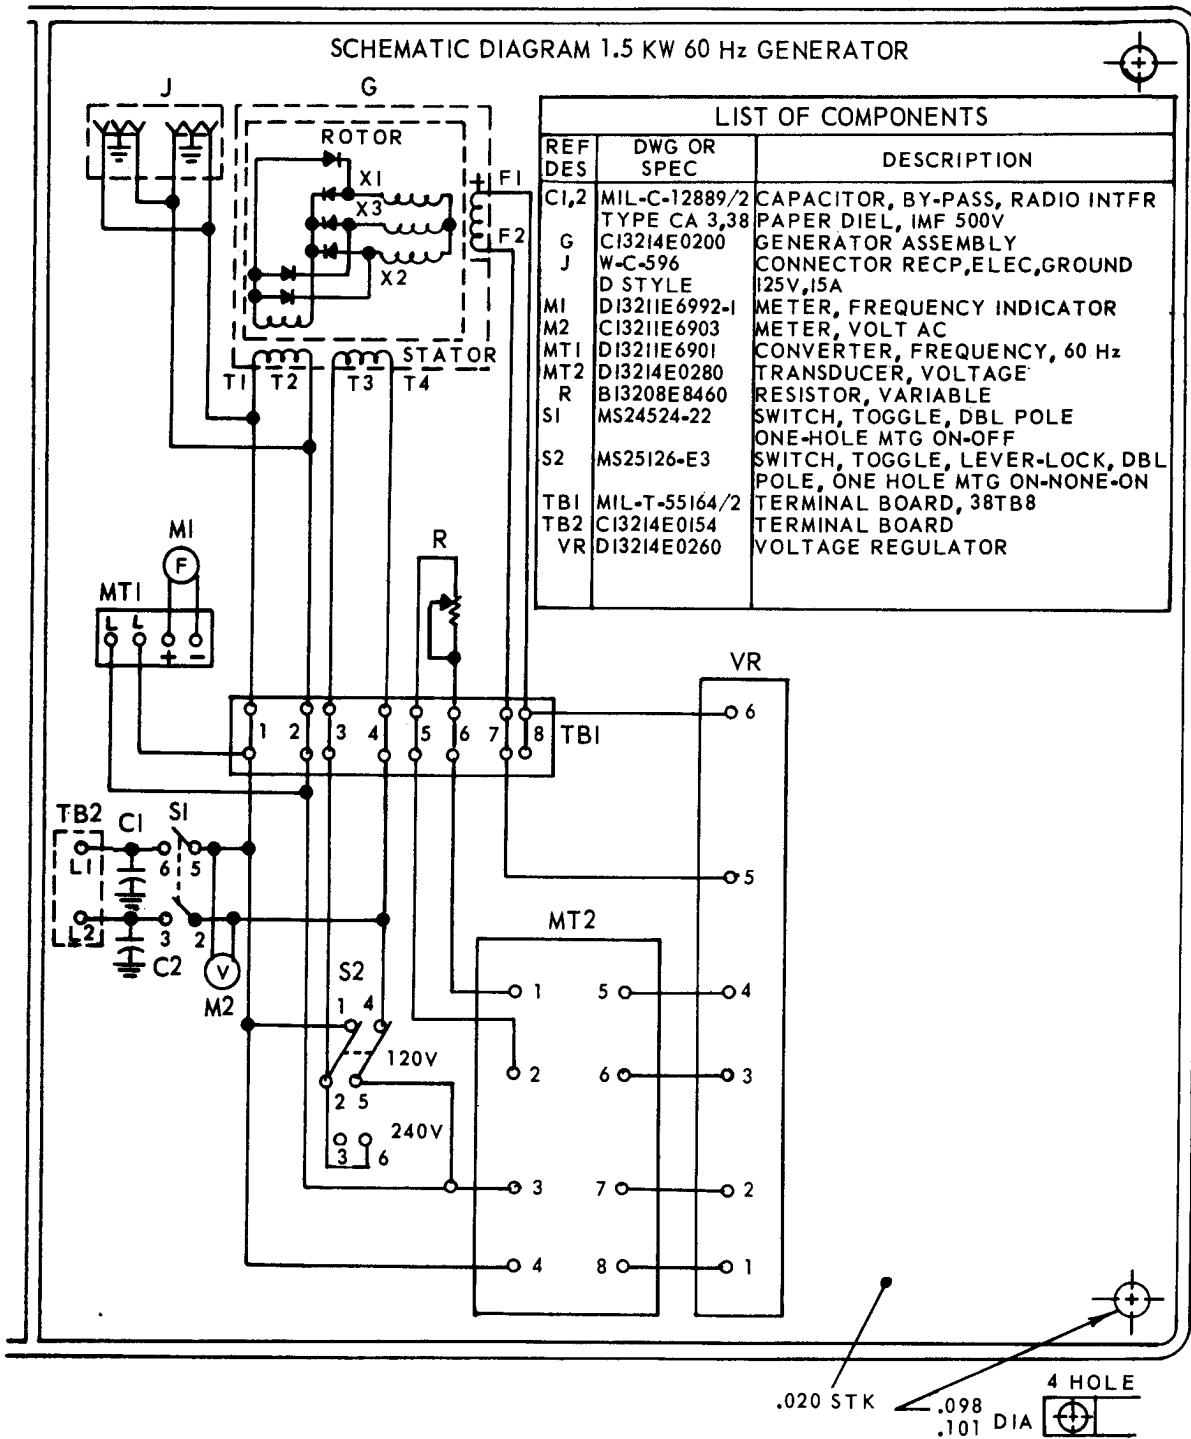 SCHEMATIC DIAGRAM 1.5 KW 60 Hz GENERATOR
J
G
ROTOR
X1
X3
X2
F1
F2
+
STATOR
T1 T2 T3 T4
LIST OF COMPONENTS
REF DES DWG OR SPEC DESCRIPTION
C1,2 MIL-C-12889/2 CAPACITOR, BY-PASS, RADIO INTFR
TYPE CA 3,38 PAPER DIEL, IMF 500V
G C13214E0200 GENERATOR ASSEMBLY
J W-C-596 CONNECTOR RECP,ELEC,GROUND
D STYLE 125V,15A
M1 D13211E6992-1 METER, FREQUENCY INDICATOR
M2 C13211E6903 METER, VOLT AC
MT1 D13211E6901 CONVERTER, FREQUENCY, 60 Hz
MT2 D13214E0280 TRANSDUCER, VOLTAGE
R B13208E8460 RESISTOR, VARIABLE
S1 MS24524-22 SWITCH, TOGGLE, DBL POLE
ONE-HOLE MTG ON-OFF
S2 MS25126-E3 SWITCH, TOGGLE, LEVER-LOCK, DBL
POLE, ONE HOLE MTG ON-NONE-ON
TB1 MIL-T-55164/2 TERMINAL BOARD, 38TB8
TB2 C13214E0154 TERMINAL BOARD
VR D13214E0260 VOLTAGE REGULATOR
M1
F
MT1
L L
+ -
R
1 2 3 4 5 6 7 8 TB1
VR
6
5
4
3
2
1
TB2 C1 S1
L1 6 5
L2 3 2
C2
V
M2
S2
1 4
120V
2 5
240V
3 6
MT2
1 5
2 6
3 7
4 8
.020 STK
.098
.101 DIA
4 HOLE